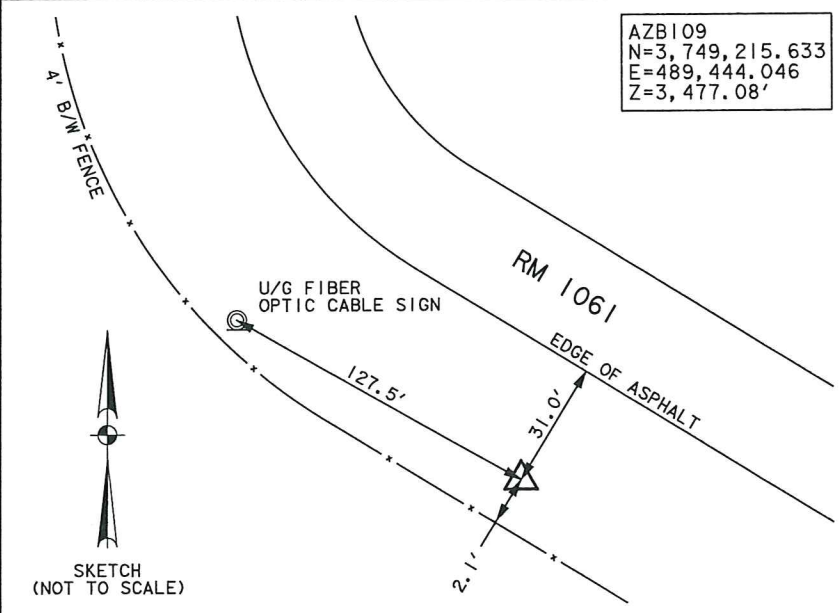 AZB109
N=3,749,215.633
E=489,444.046
Z=3,477.08'
4' B/W FENCE
RM 1061
U/G FIBER
OPTIC CABLE SIGN
EDGE OF ASPHALT
127.5'
31.0'
2.1'
SKETCH
(NOT TO SCALE)